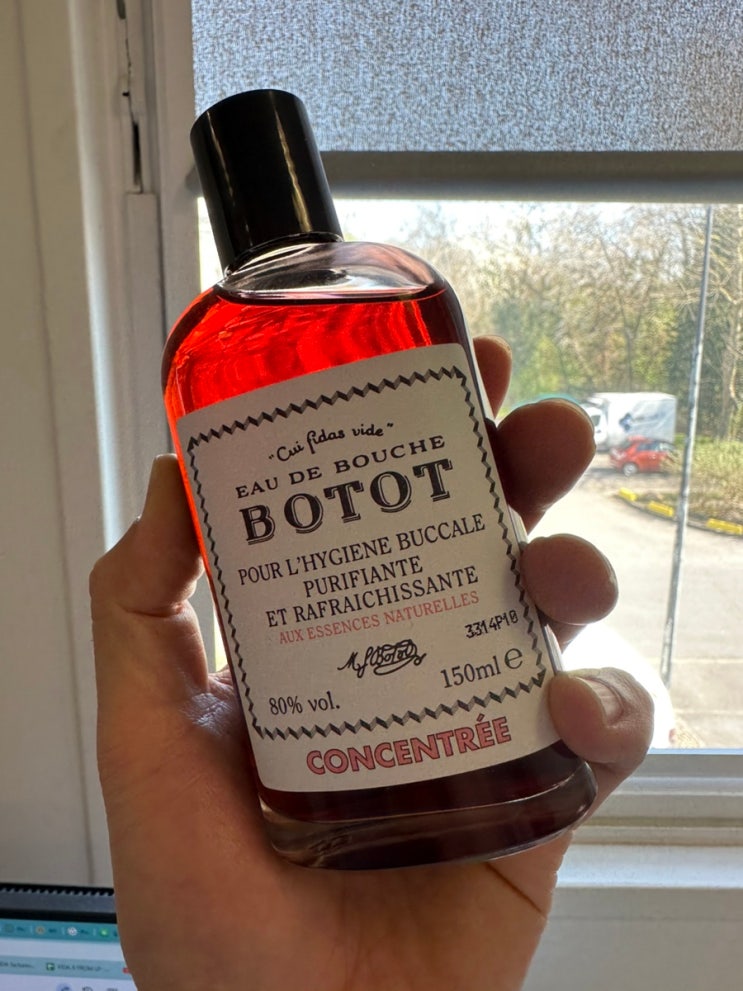 "Cui fidas vide"
EAU DE BOUCHE
BOTOT
POUR L'HYGIENE BUCCALE
PURIFIANTE
ET RAFRAICHISSANTE
AUX ESSENCES NATURELLES
3314P10
Botot
80% vol.
150ml e
CONCENTRÉE